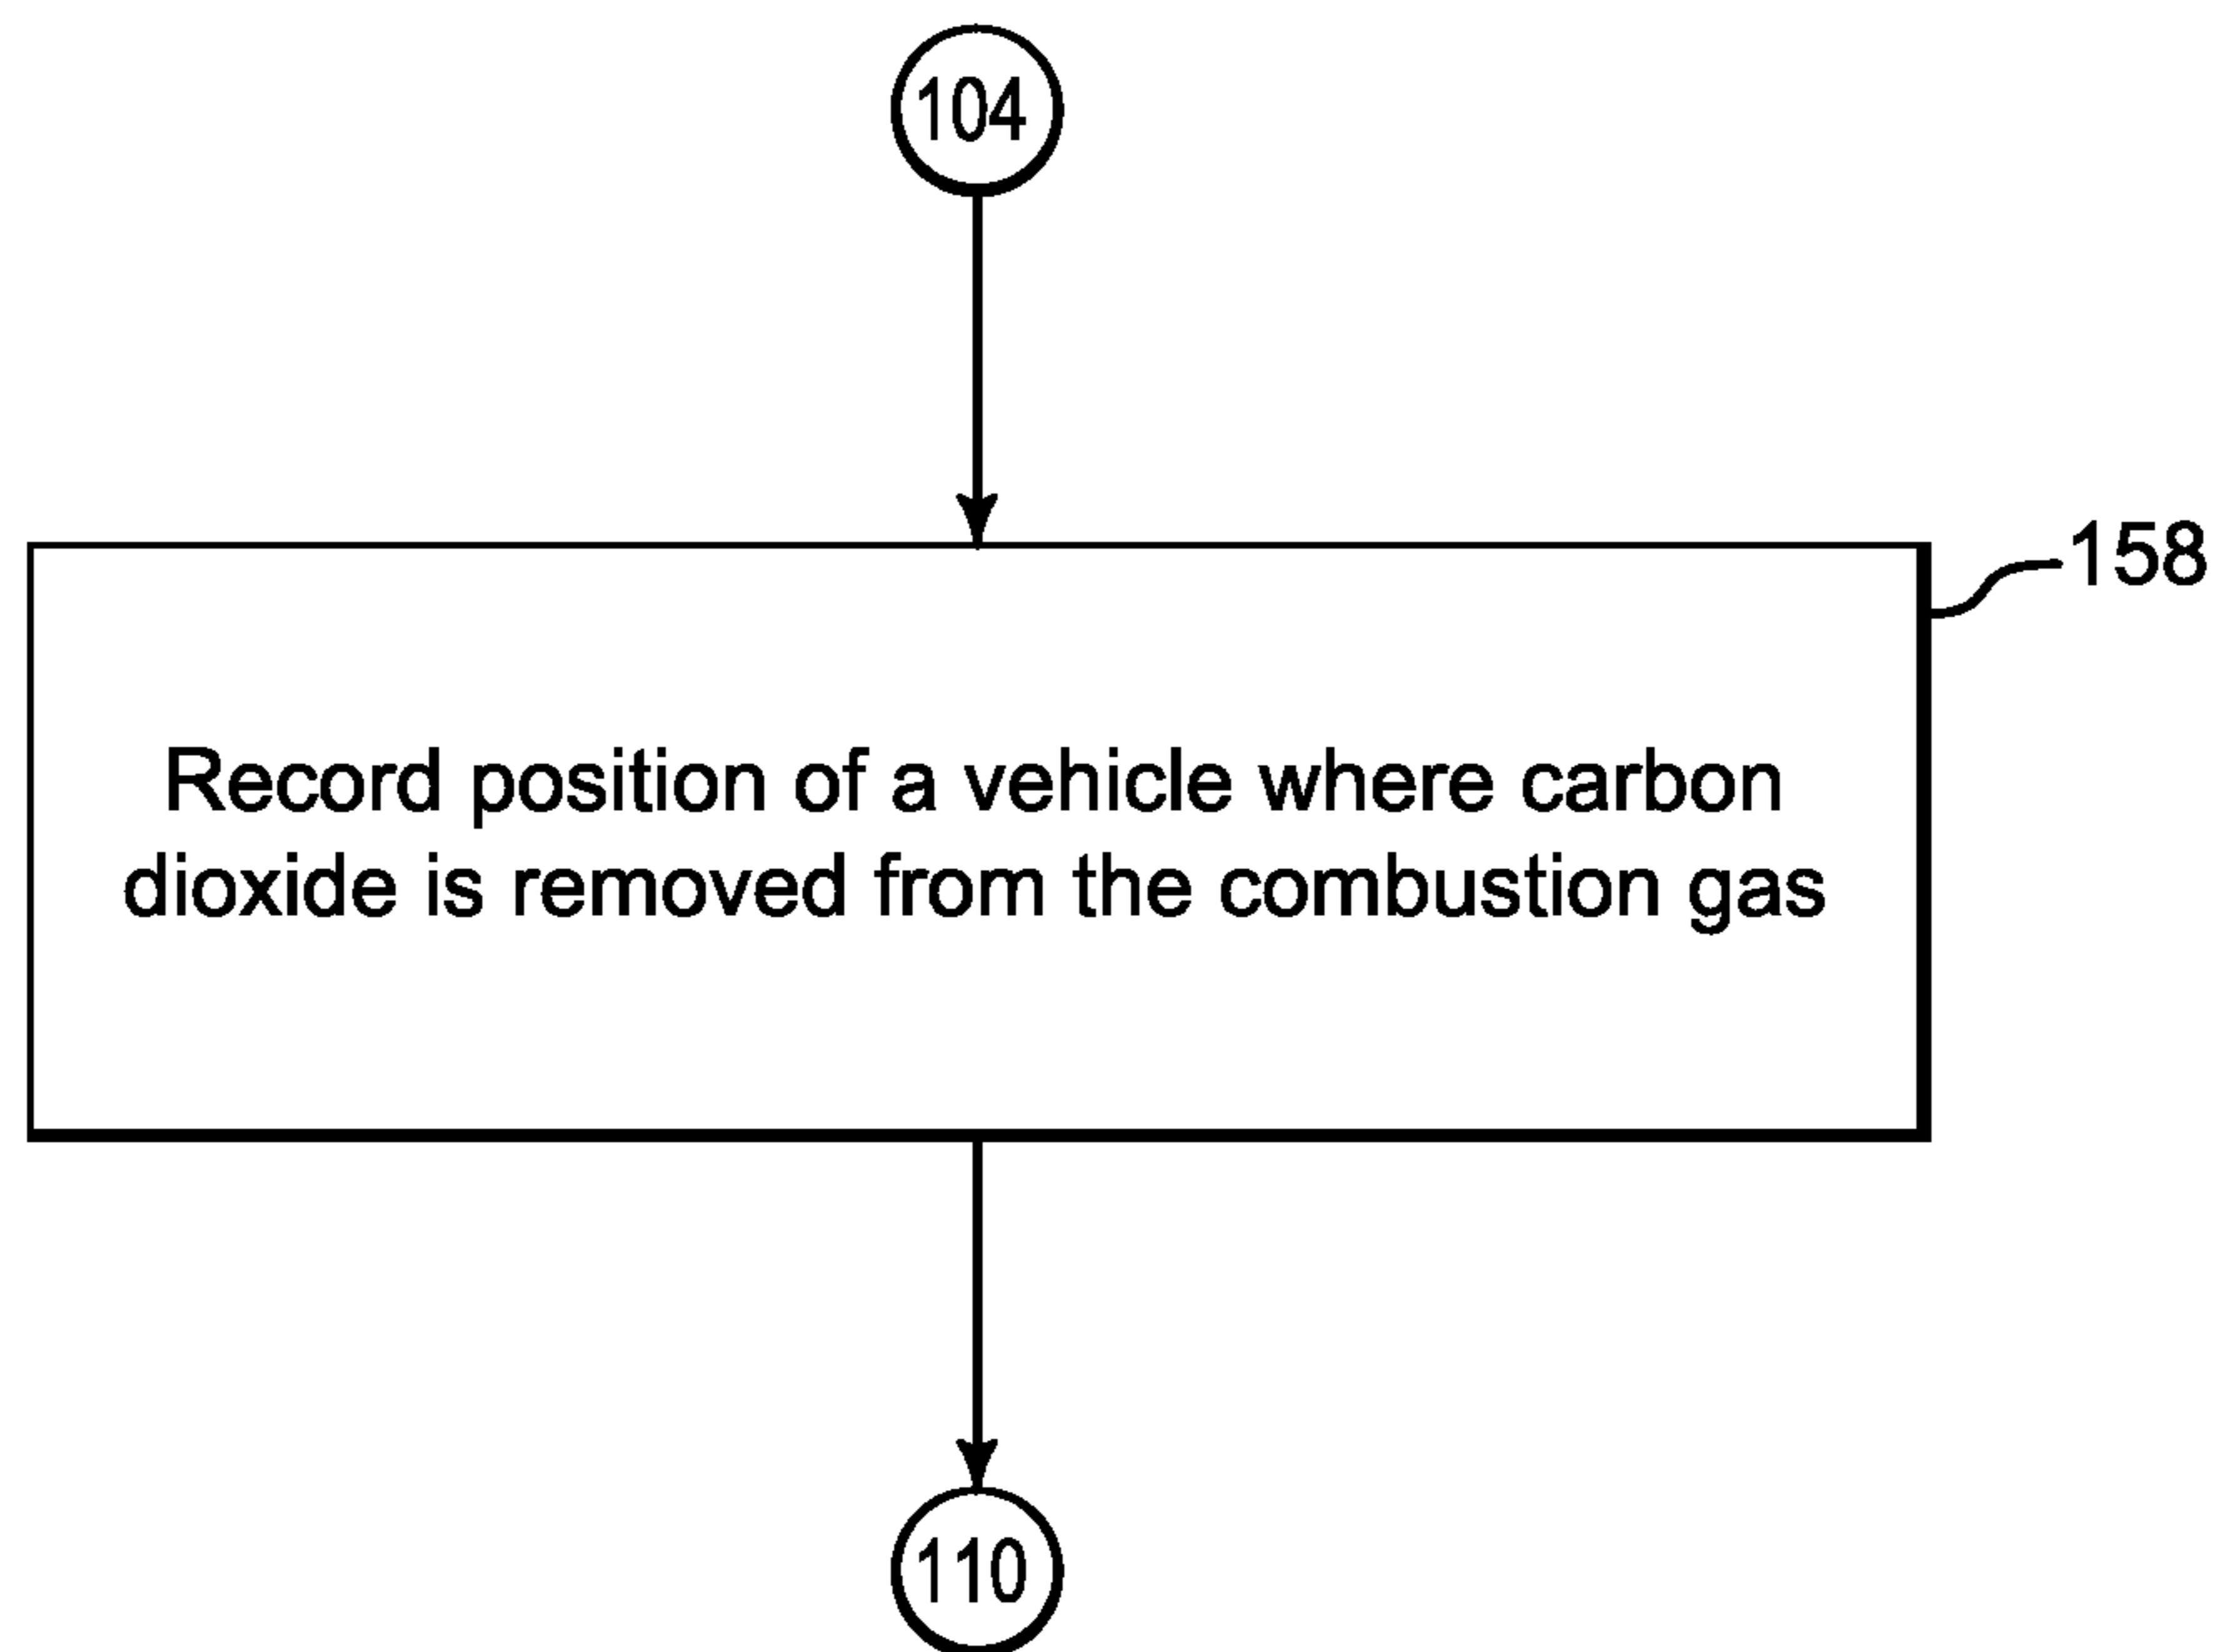 104
158
Record position of a vehicle where carbon
dioxide is removed from the combustion gas
110